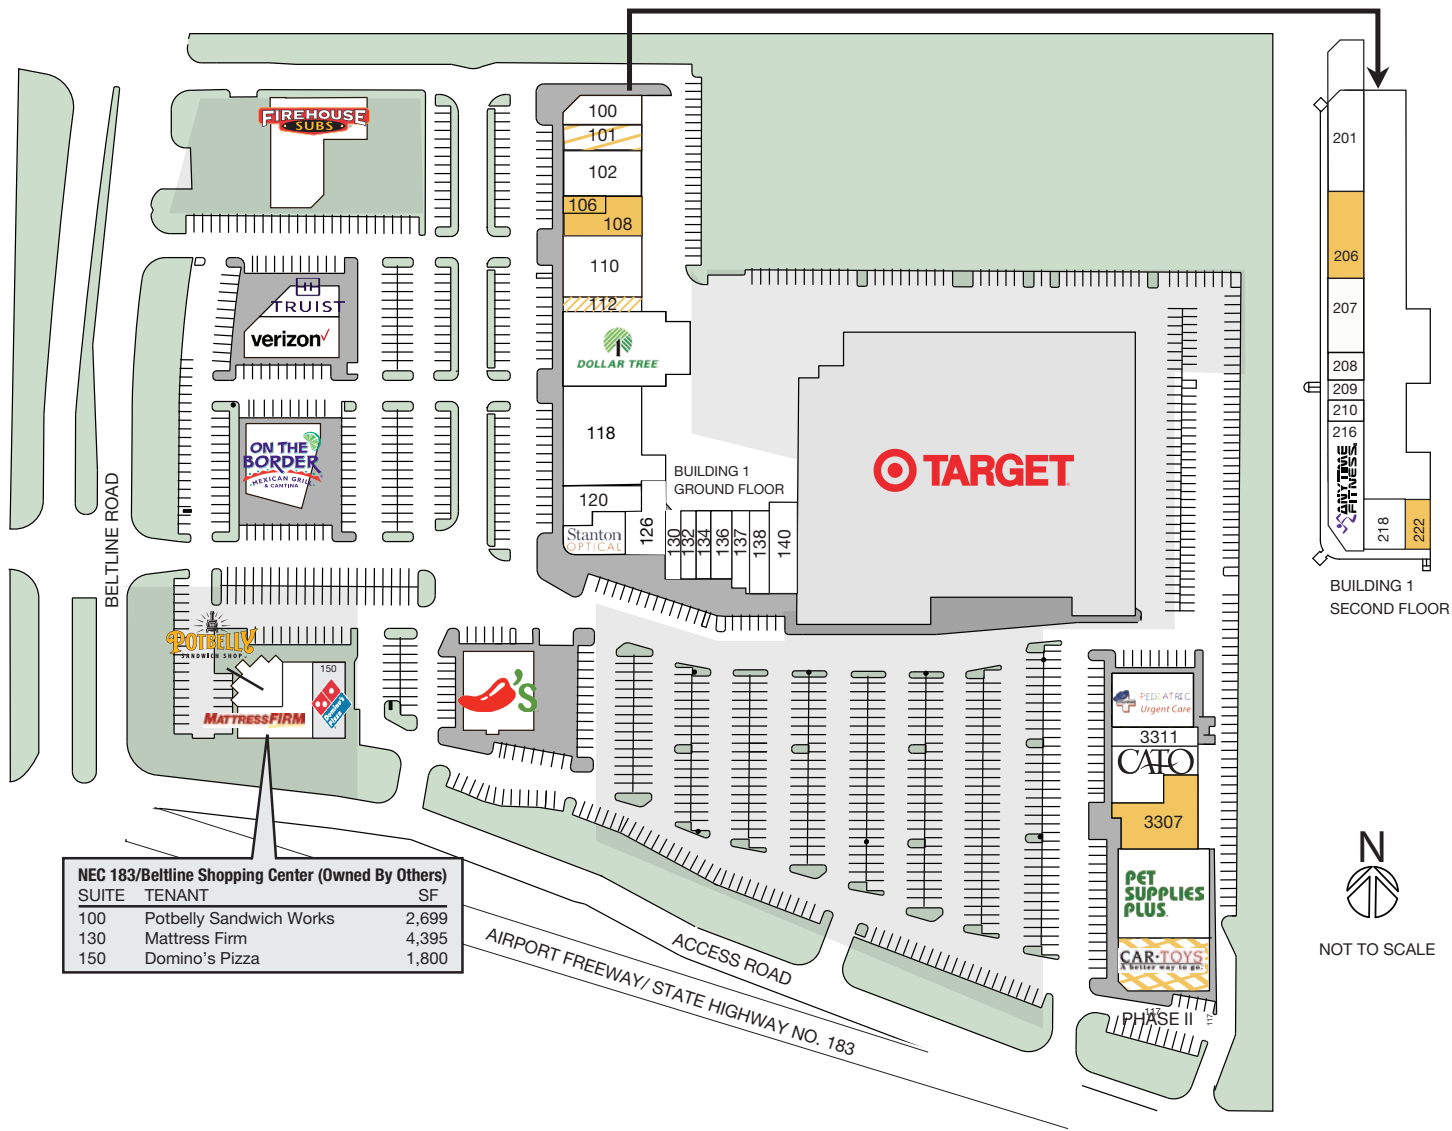 FIREHOUSE
SUBS
TRUIST
verizon
ON THE
BORDER
MEXICAN GRILL
& CANTINA
BELTLINE ROAD
POTBELLY
SANDWICH SHOP
150
MATTRESSFIRM
Domino's
Pizza
'S
100
101
102
106
108
110
112
DOLLAR TREE
118
BUILDING 1
GROUND FLOOR
120
Stanton
OPTICAL
126
130
132
134
136
137
138
140
TARGET
201
206
207
208
209
210
216
ANYTIME
FITNESS
218
222
BUILDING 1
SECOND FLOOR
PEDIATRIC
Urgent Care
3311
CATO
3307
PET
SUPPLIES
PLUS
CAR·TOYS
A better way to go.
117
PHASE II
117
N
NOT TO SCALE
NEC 183/Beltline Shopping Center (Owned By Others)
SUITE TENANT SF
100 Potbelly Sandwich Works 2,699
130 Mattress Firm 4,395
150 Domino's Pizza 1,800
ACCESS ROAD
AIRPORT FREEWAY/ STATE HIGHWAY NO. 183